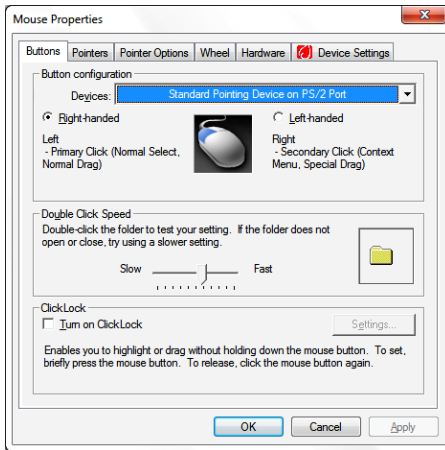 Mouse Properties
Buttons Pointers Pointer Options Wheel Hardware Device Settings
Button configuration
Devices: Standard Pointing Device on PS/2 Port
Right-handed Left-handed
Left
- Primary Click (Normal Select,
Normal Drag)
Right
- Secondary Click (Context
Menu, Special Drag)
Double Click Speed
Double-click the folder to test your setting. If the folder does not
open or close, try using a slower setting.
Slow Fast
ClickLock
Turn on ClickLock Settings...
Enables you to highlight or drag without holding down the mouse button. To set,
briefly press the mouse button. To release, click the mouse button again.
OK Cancel Apply